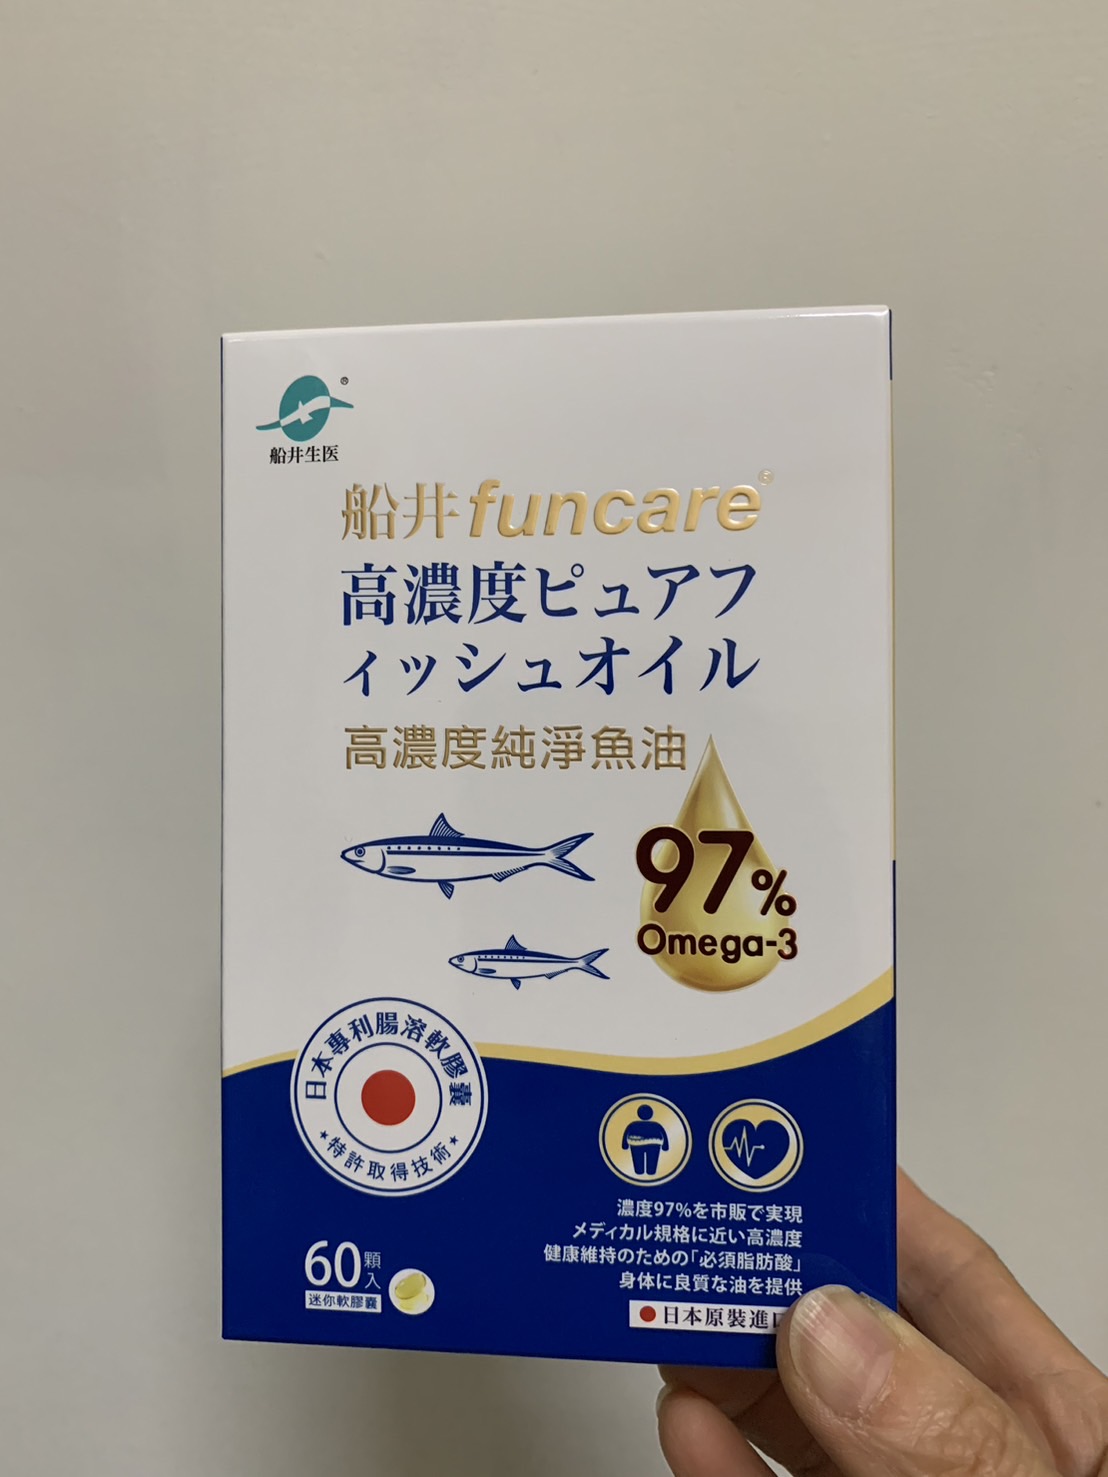 ®
船井生医
船井funcare®
高濃度ピュアフ
ィッシュオイル
高濃度純淨魚油
97%
Omega-3
日本專利腸溶軟膠囊
★特許取得技術★
濃度97%を市販で実現
メディカル規格に近い高濃度
健康維持のための「必須脂肪酸」
身体に良質な油を提供
60顆入
迷你軟膠囊
日本原裝進口